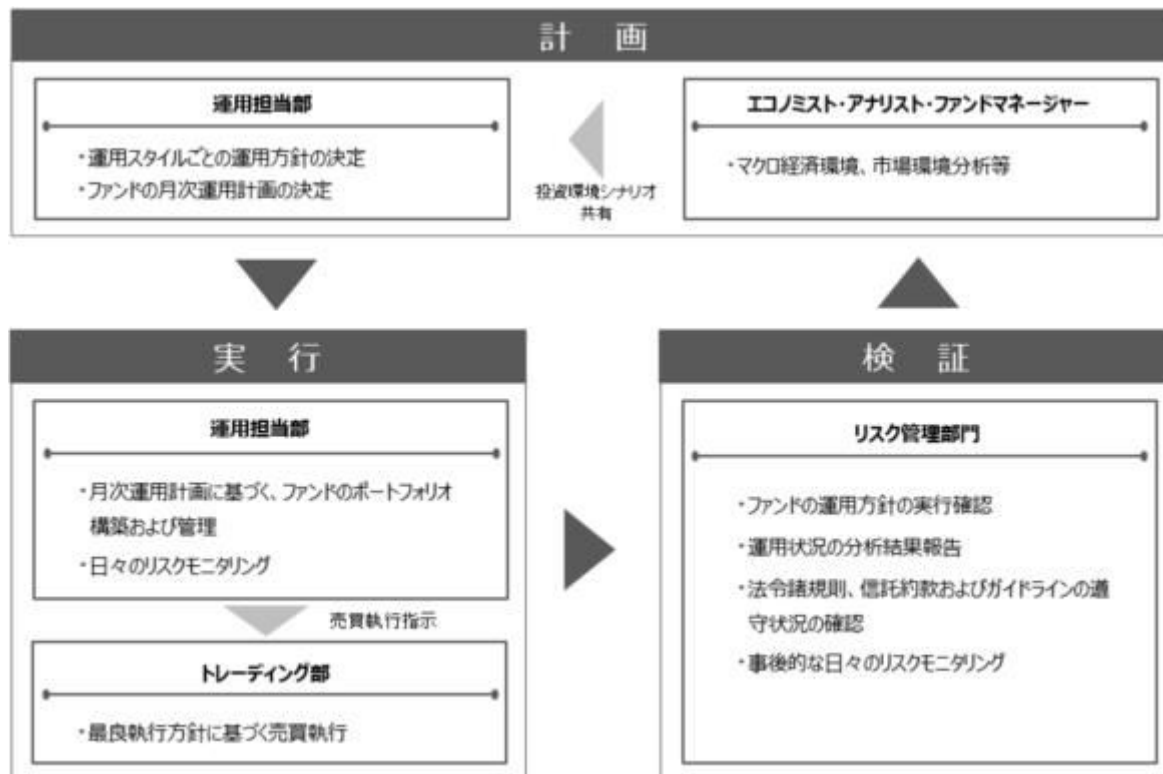 計 画
運用担当部
・運用スタイルごとの運用方針の決定
・ファンドの月次運用計画の決定
投資環境シナリオ
共有
エコノミスト・アナリスト・ファンドマネージャー
・マクロ経済環境、市場環境分析等
実 行
運用担当部
・月次運用計画に基づく、ファンドのポートフォリオ
構築および管理
・日々のリスクモニタリング
売買執行指示
トレーディング部
・最良執行方針に基づく売買執行
検 証
リスク管理部門
・ファンドの運用方針の実行確認
・運用状況の分析結果報告
・法令諸規則、信託約款およびガイドラインの遵
守状況の確認
・事後的な日々のリスクモニタリング